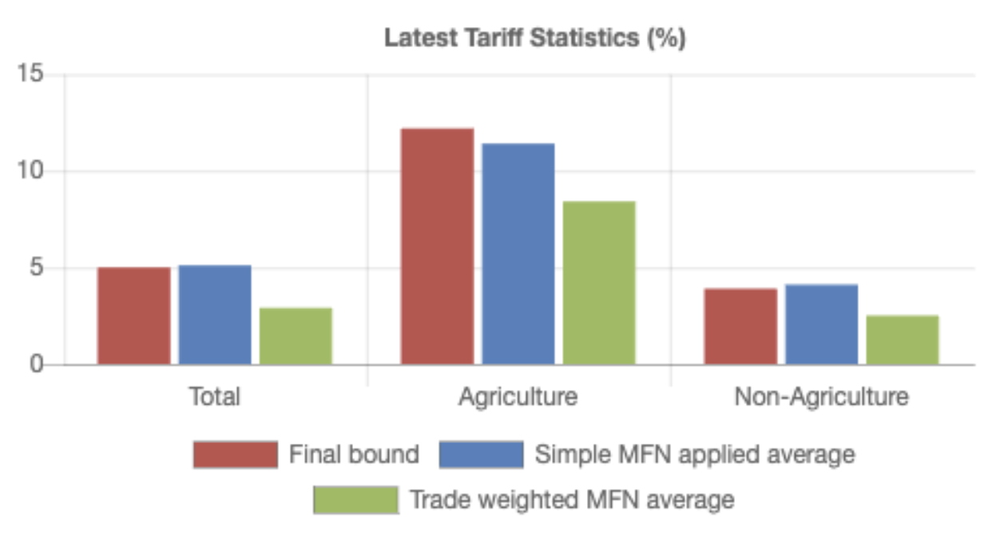 Latest Tariff Statistics (%)
15
10
5
0
Total Agriculture Non-Agriculture
Final bound Simple MFN applied average
Trade weighted MFN average